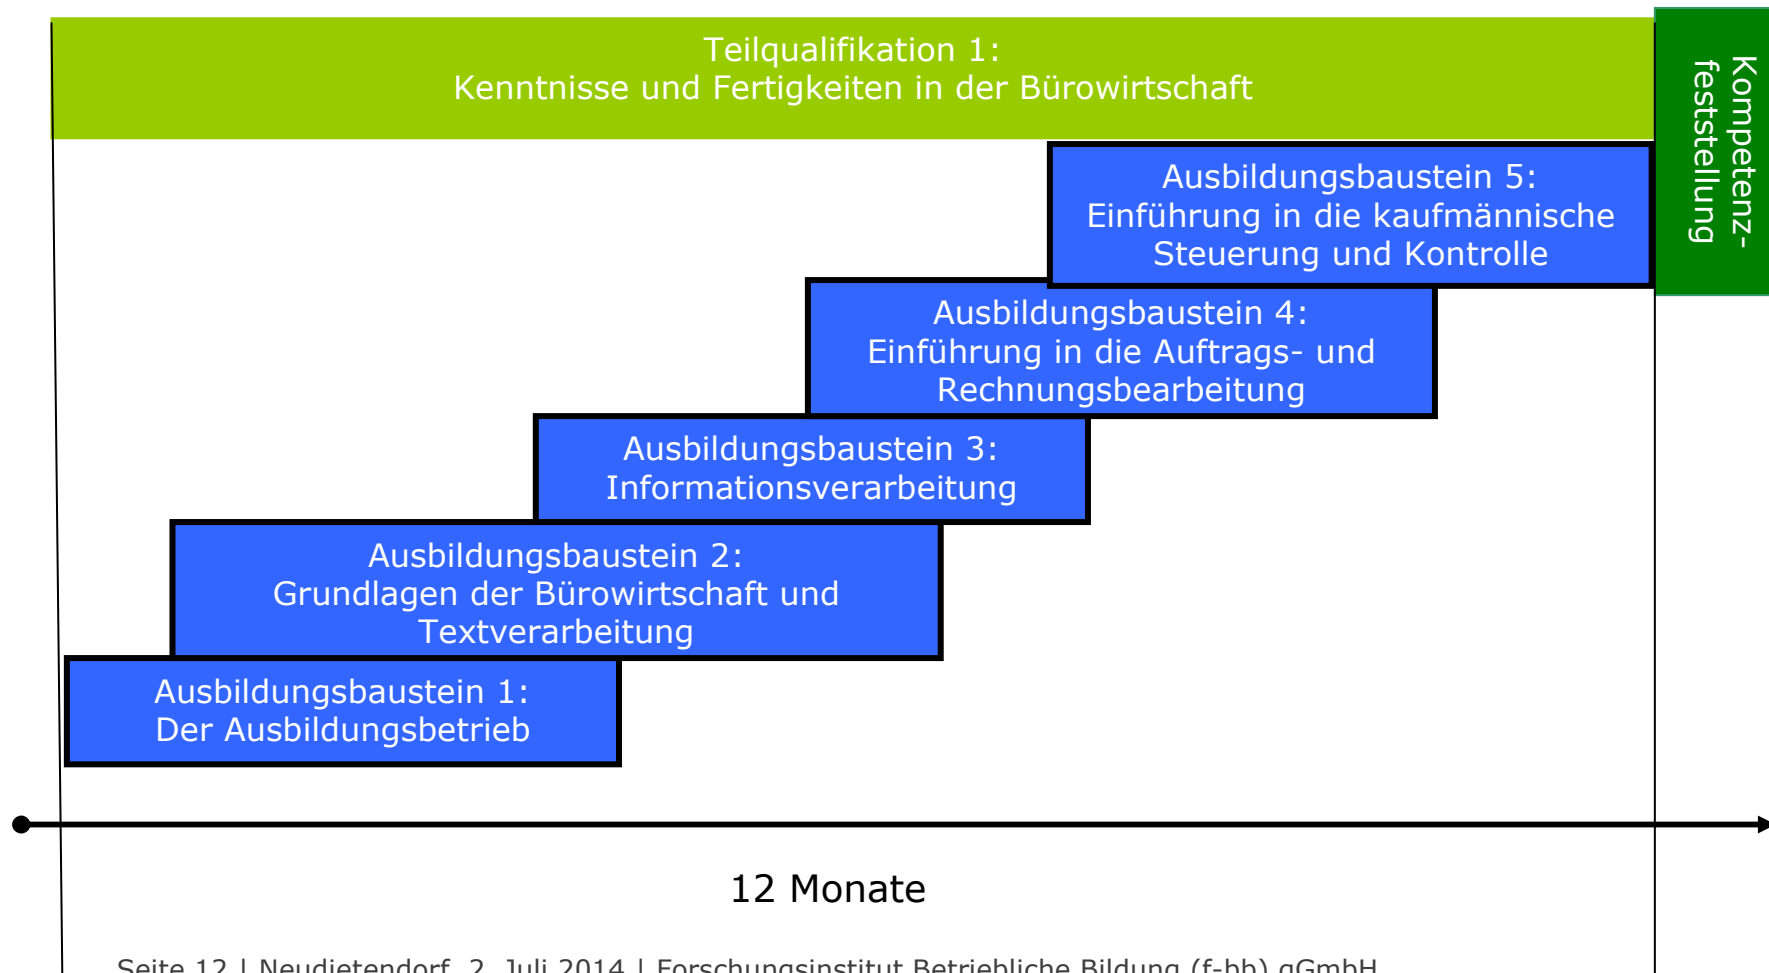 Teilqualifikation 1:
Kenntnisse und Fertigkeiten in der Bürowirtschaft
Kompetenz-
feststellung
Ausbildungsbaustein 5:
Einführung in die kaufmännische
Steuerung und Kontrolle
Ausbildungsbaustein 4:
Einführung in die Auftrags- und
Rechnungsbearbeitung
Ausbildungsbaustein 3:
Informationsverarbeitung
Ausbildungsbaustein 2:
Grundlagen der Bürowirtschaft und
Textverarbeitung
Ausbildungsbaustein 1:
Der Ausbildungsbetrieb
12 Monate
Seite 12 | Neudietendorf, 2. Juli 2014 | Forschungsinstitut Betriebliche Bildung (f-bb) gGmbH